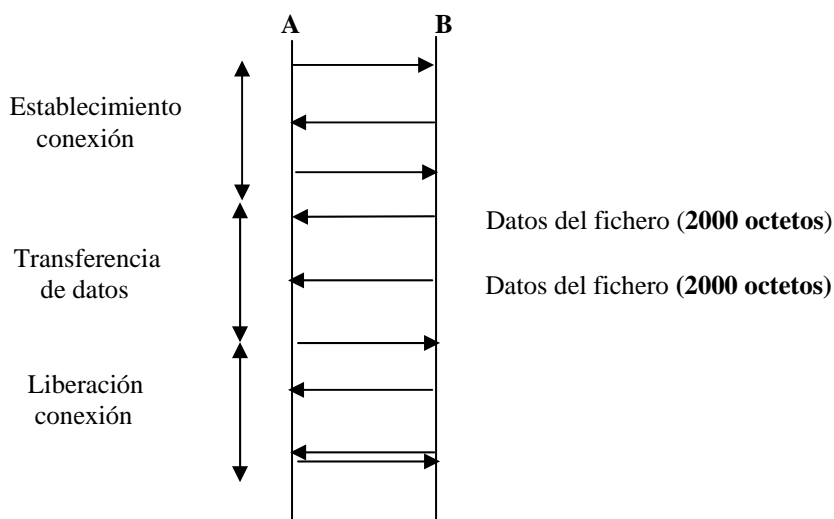 A B
Establecimiento
conexión
Datos del fichero (2000 octetos)
Transferencia
de datos
Datos del fichero (2000 octetos)
Liberación
conexión